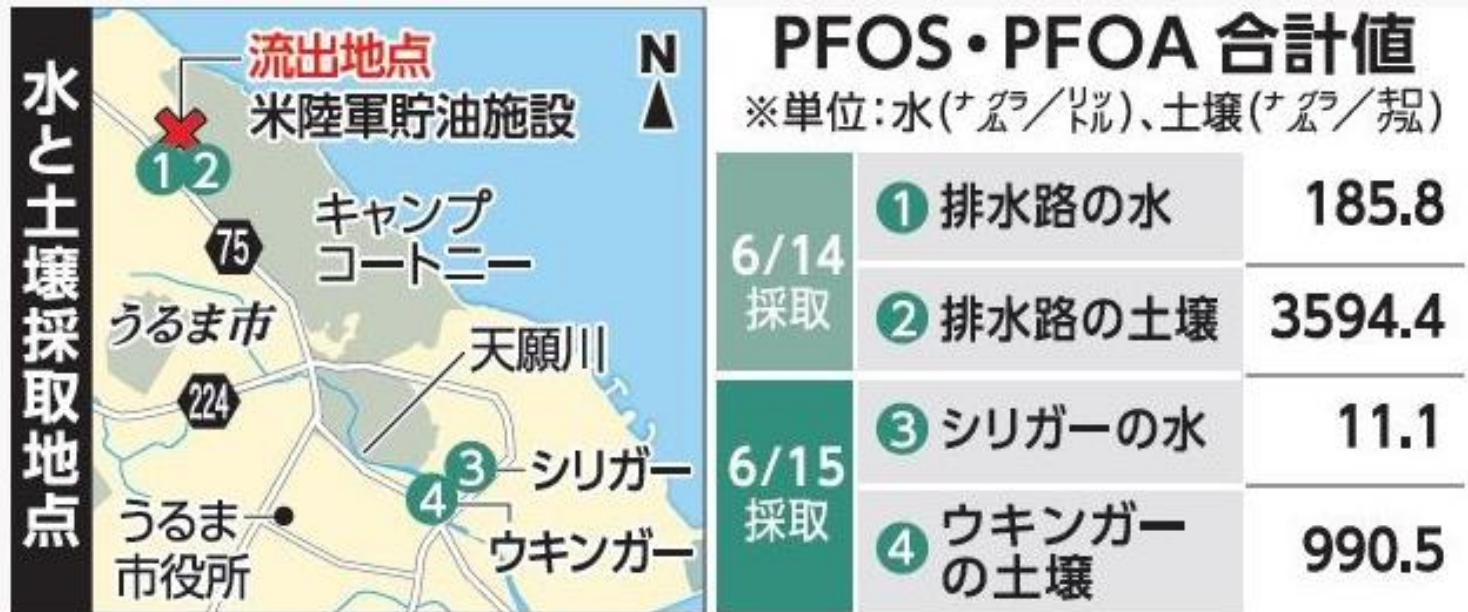 水と土壌採取地点
流出地点
米陸軍貯油施設
N
1 2
キャンプ
コートニー
75
うるま市
天願川
224
3
シリガー
4
うるま
市役所
ウキンガー
PFOS・PFOA 合計値
※単位:水(ナノグラム/リットル)、土壌(ナノグラム/キログラム)
6/14
採取
1 排水路の水 185.8
2 排水路の土壌 3594.4
6/15
採取
3 シリガーの水 11.1
4 ウキンガー
の土壌 990.5